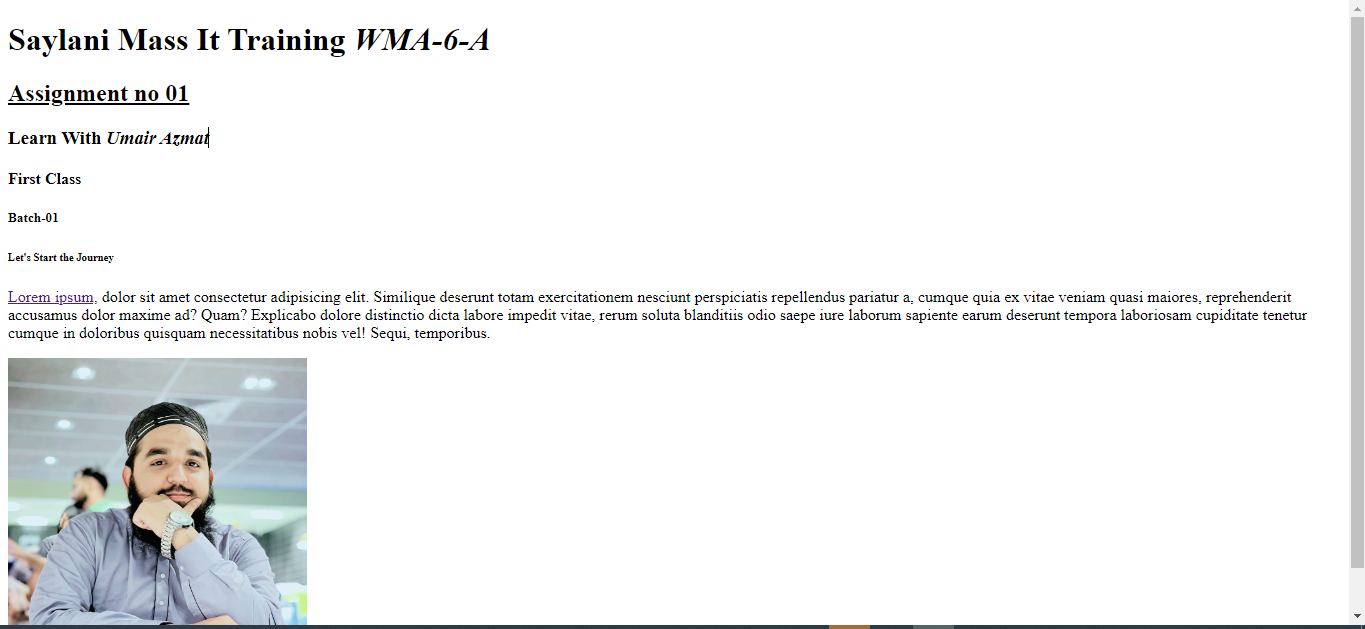 Saylani Mass It Training WMA-6-A
Assignment no 01
Learn With Umair Azmat
First Class
Batch-01
Let's Start the Journey
Lorem ipsum, dolor sit amet consectetur adipisicing elit. Similique deserunt totam exercitationem nesciunt perspiciatis repellendus pariatur a, cumque quia ex vitae veniam quasi maiores, reprehenderit
accusamus dolor maxime ad? Quam? Explicabo dolore distinctio dicta labore impedit vitae, rerum soluta blanditiis odio saepe iure laborum sapiente earum deserunt tempora laboriosam cupiditate tenetur
cumque in doloribus quisquam necessitatibus nobis vel! Sequi, temporibus.